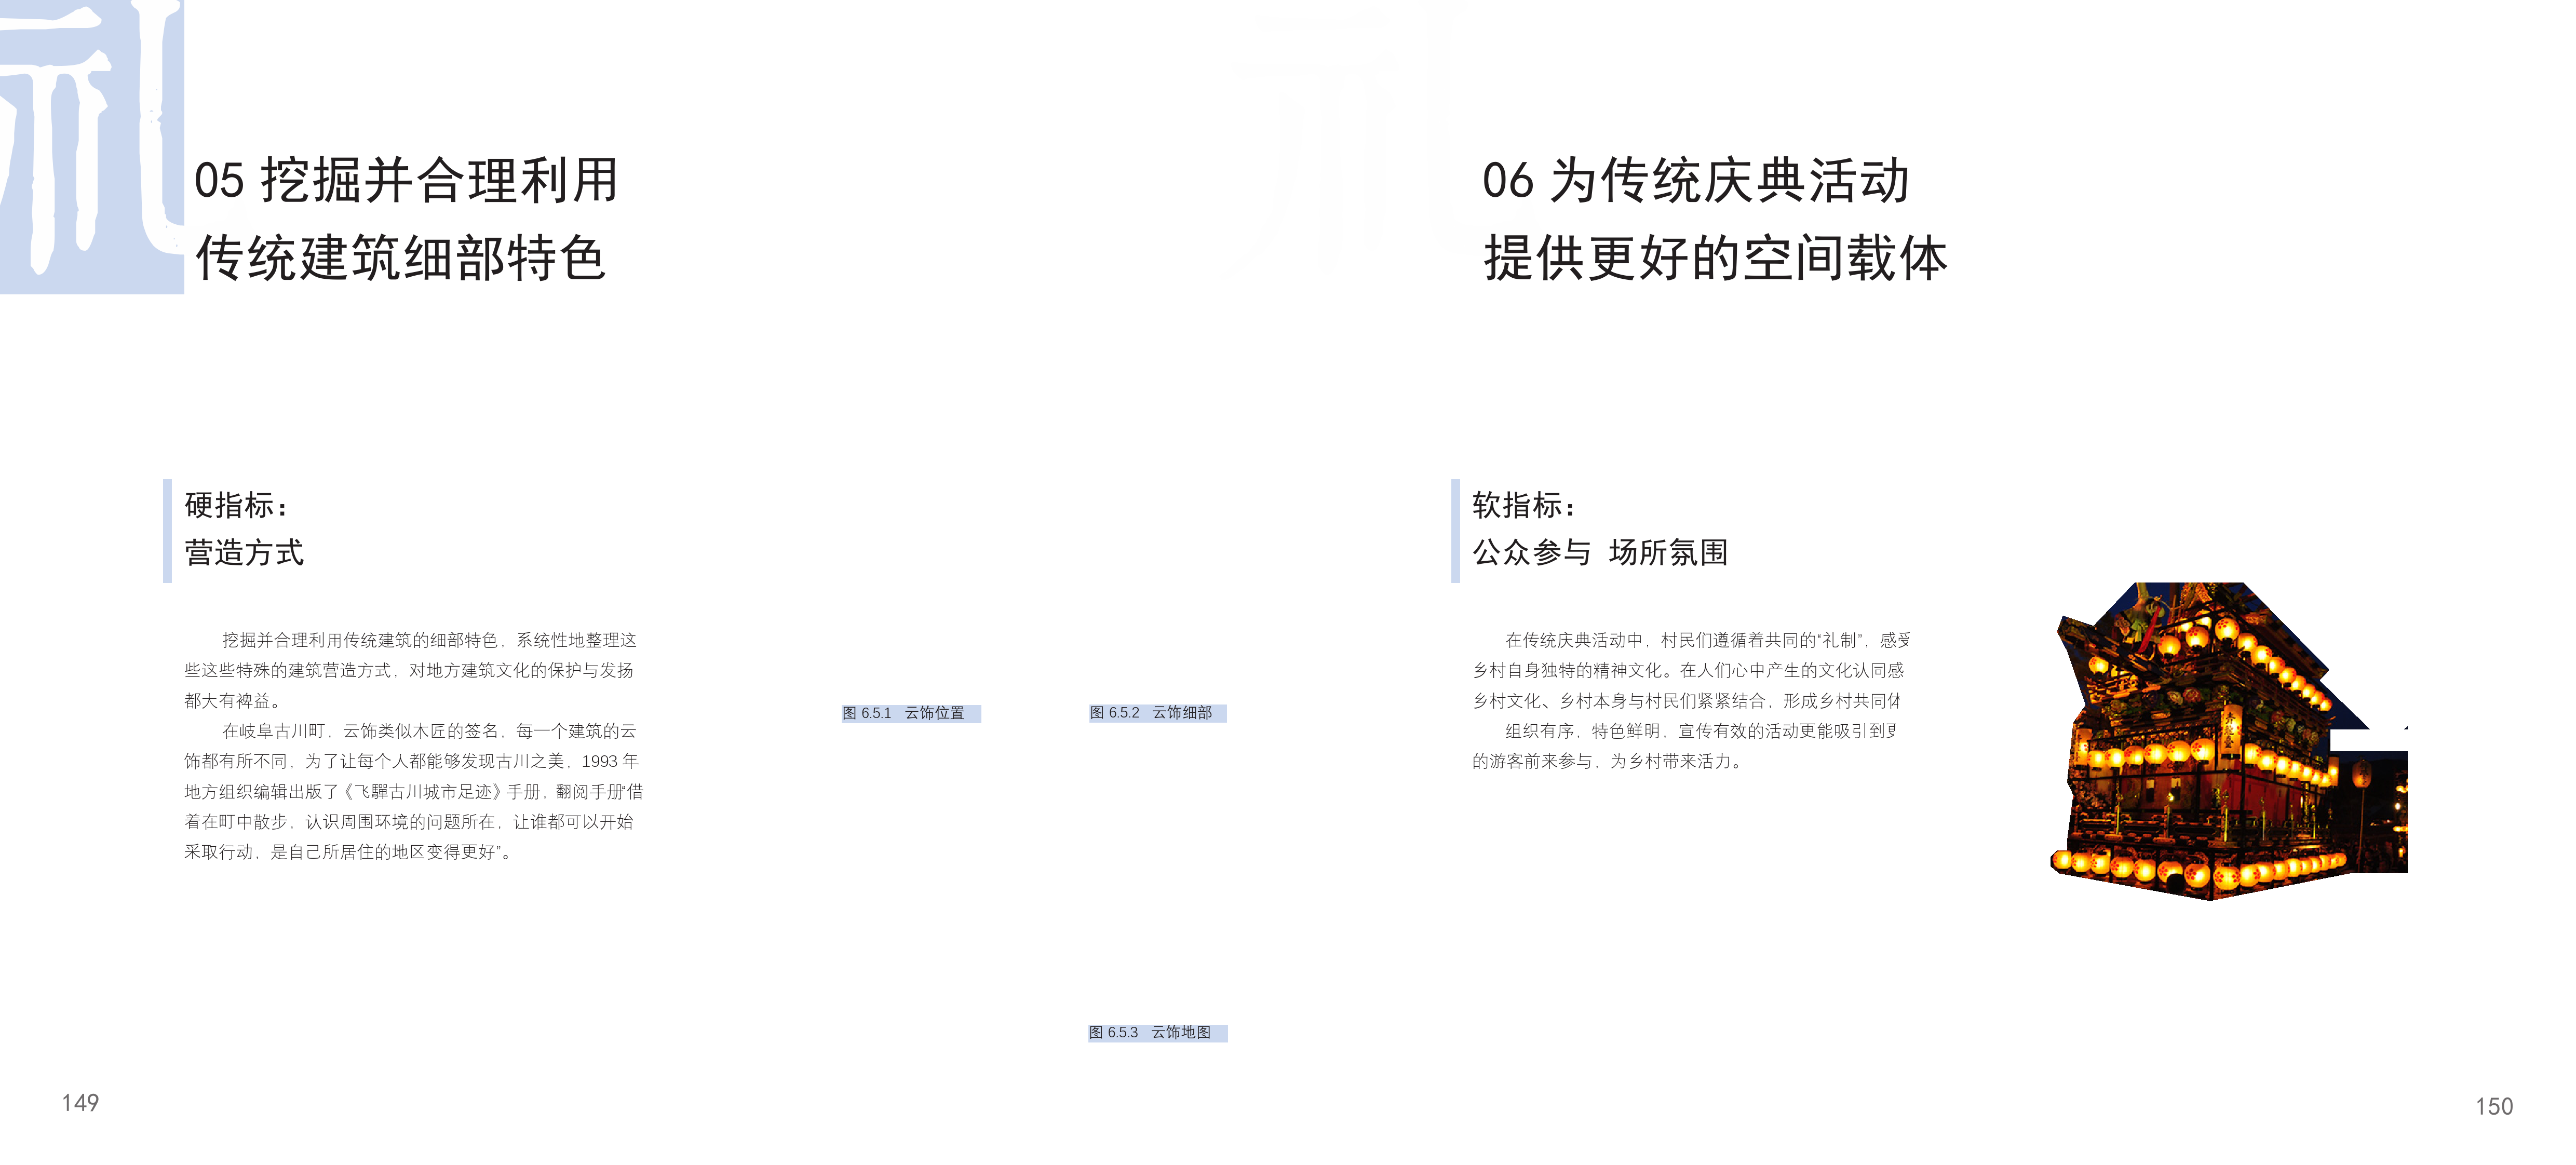 礼
05 挖掘并合理利用
传统建筑细部特色
硬指标：
营造方式
挖掘并合理利用传统建筑的细部特色，系统性地整理这
些这些特殊的建筑营造方式，对地方建筑文化的保护与发扬
都大有裨益。
在岐阜古川町，云饰类似木匠的签名，每一个建筑的云
饰都有所不同，为了让每个人都能够发现古川之美，1993 年
地方组织编辑出版了《飞驒古川城市足迹》手册，翻阅手册“借
着在町中散步，认识周围环境的问题所在，让谁都可以开始
采取行动，是自己所居住的地区变得更好”。
图 6.5.1 云饰位置
图 6.5.2 云饰细部
图 6.5.3 云饰地图
149
06 为传统庆典活动
提供更好的空间载体
软指标：
公众参与 场所氛围
在传统庆典活动中，村民们遵循着共同的“礼制”，感受
乡村自身独特的精神文化。在人们心中产生的文化认同感
乡村文化、乡村本身与村民们紧紧结合，形成乡村共同体
组织有序，特色鲜明，宣传有效的活动更能吸引到更
的游客前来参与，为乡村带来活力。
150